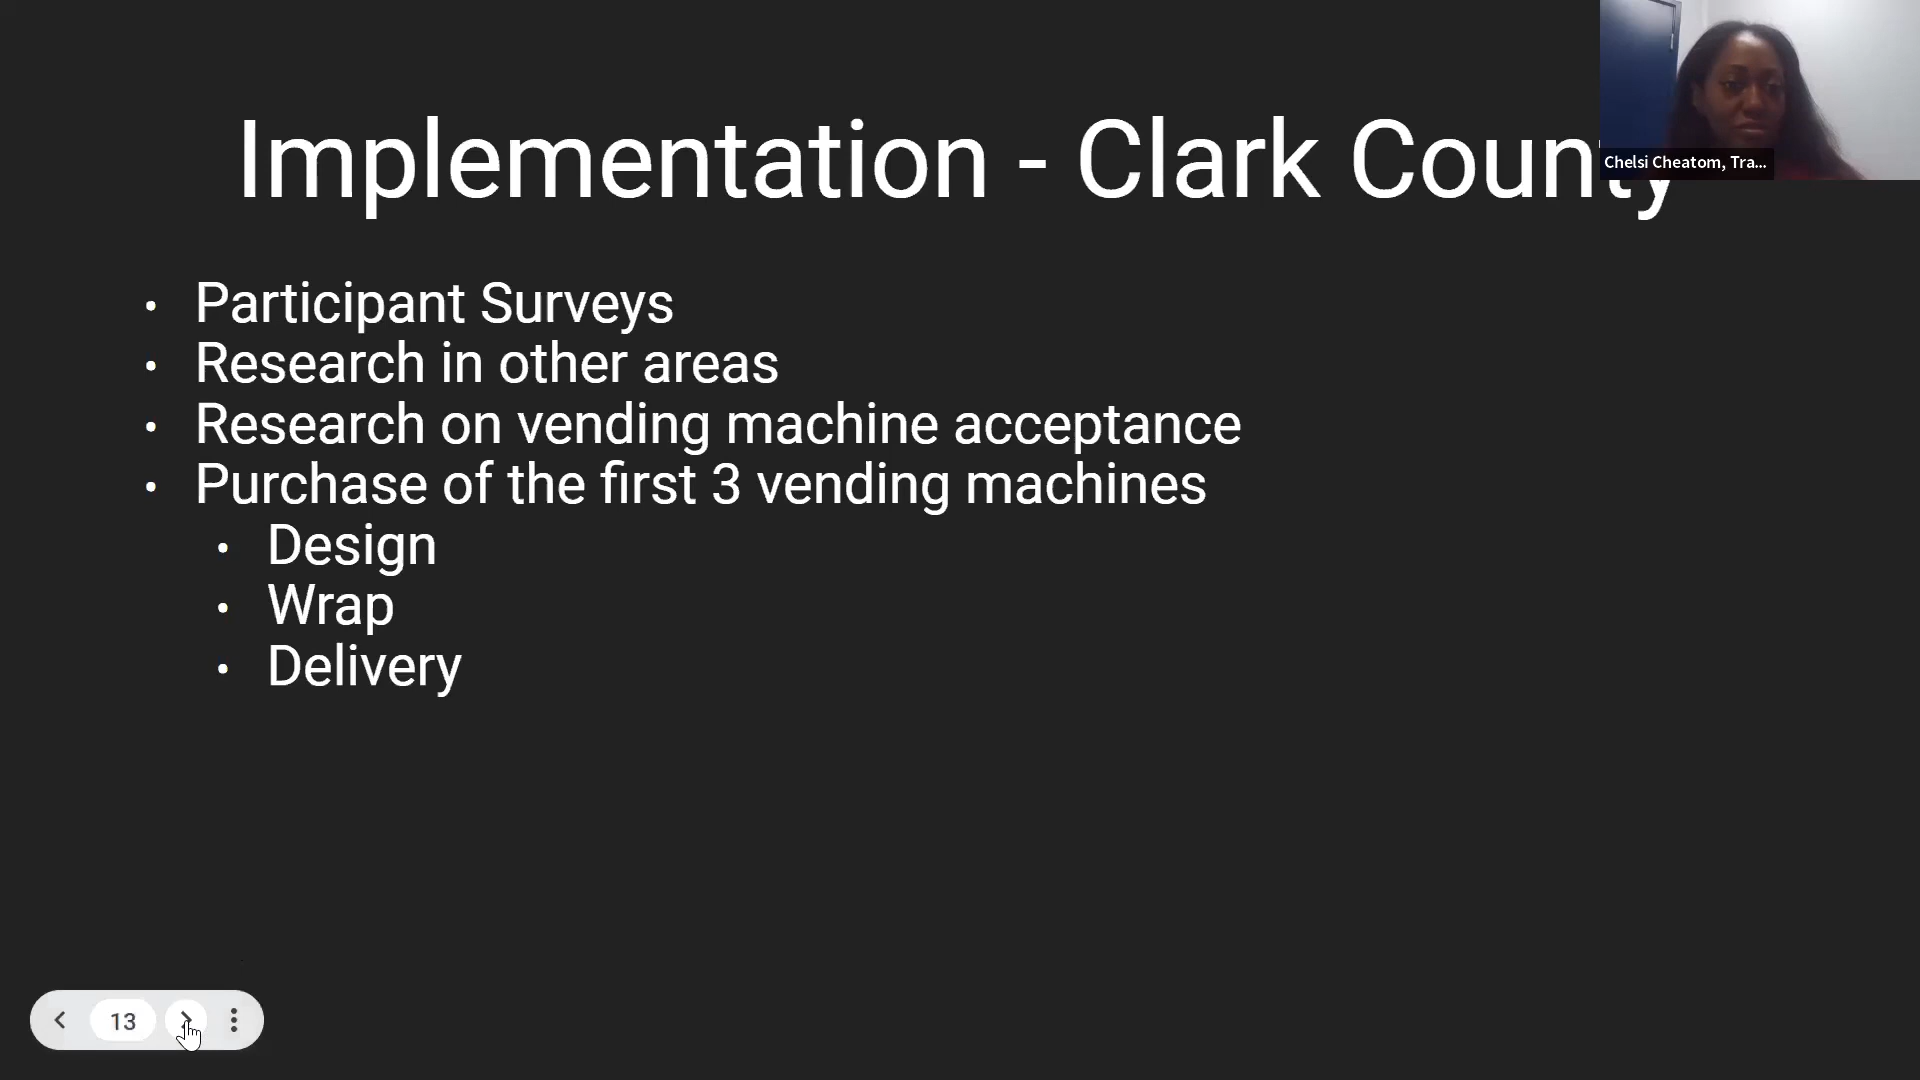 Implementation - Clark County
Chelsi Cheatom, Tra...
• Participant Surveys
• Research in other areas
• Research on vending machine acceptance
• Purchase of the first 3 vending machines
• Design
• Wrap
• Delivery
13